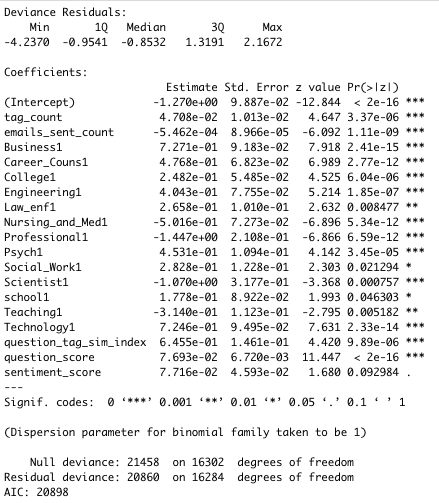 Deviance Residuals:
Min 1Q Median 3Q Max
-4.2370 -0.9541 -0.8532 1.3191 2.1672
Coefficients:
Estimate Std. Error z value Pr(>|z|)
(Intercept) -1.270e+00 9.887e-02 -12.844 < 2e-16 ***
tag_count 4.708e-02 1.013e-02 4.647 3.37e-06 ***
emails_sent_count -5.462e-04 8.966e-05 -6.092 1.11e-09 ***
Business1 7.271e-01 9.183e-02 7.918 2.41e-15 ***
Career_Couns1 4.768e-01 6.823e-02 6.989 2.77e-12 ***
College1 2.482e-01 5.485e-02 4.525 6.04e-06 ***
Engineering1 4.043e-01 7.755e-02 5.214 1.85e-07 ***
Law_enf1 2.658e-01 1.010e-01 2.632 0.008477 **
Nursing_and_Med1 -5.016e-01 7.273e-02 -6.896 5.34e-12 ***
Professional1 -1.447e+00 2.108e-01 -6.866 6.59e-12 ***
Psych1 4.531e-01 1.094e-01 4.142 3.45e-05 ***
Social_Work1 2.828e-01 1.228e-01 2.303 0.021294 *
Scientist1 -1.070e+00 3.177e-01 -3.368 0.000757 ***
school1 1.778e-01 8.922e-02 1.993 0.046303 *
Teaching1 -3.140e-01 1.123e-01 -2.795 0.005182 **
Technology1 7.246e-01 9.495e-02 7.631 2.33e-14 ***
question_tag_sim_index 6.455e-01 1.461e-01 4.420 9.89e-06 ***
question_score 7.693e-02 6.720e-03 11.447 < 2e-16 ***
sentiment_score 7.716e-02 4.593e-02 1.680 0.092984 .
---
Signif. codes: 0 ‘***’ 0.001 ‘**’ 0.01 ‘*’ 0.05 ‘.’ 0.1 ‘ ’ 1
(Dispersion parameter for binomial family taken to be 1)
Null deviance: 21458 on 16302 degrees of freedom
Residual deviance: 20860 on 16284 degrees of freedom
AIC: 20898